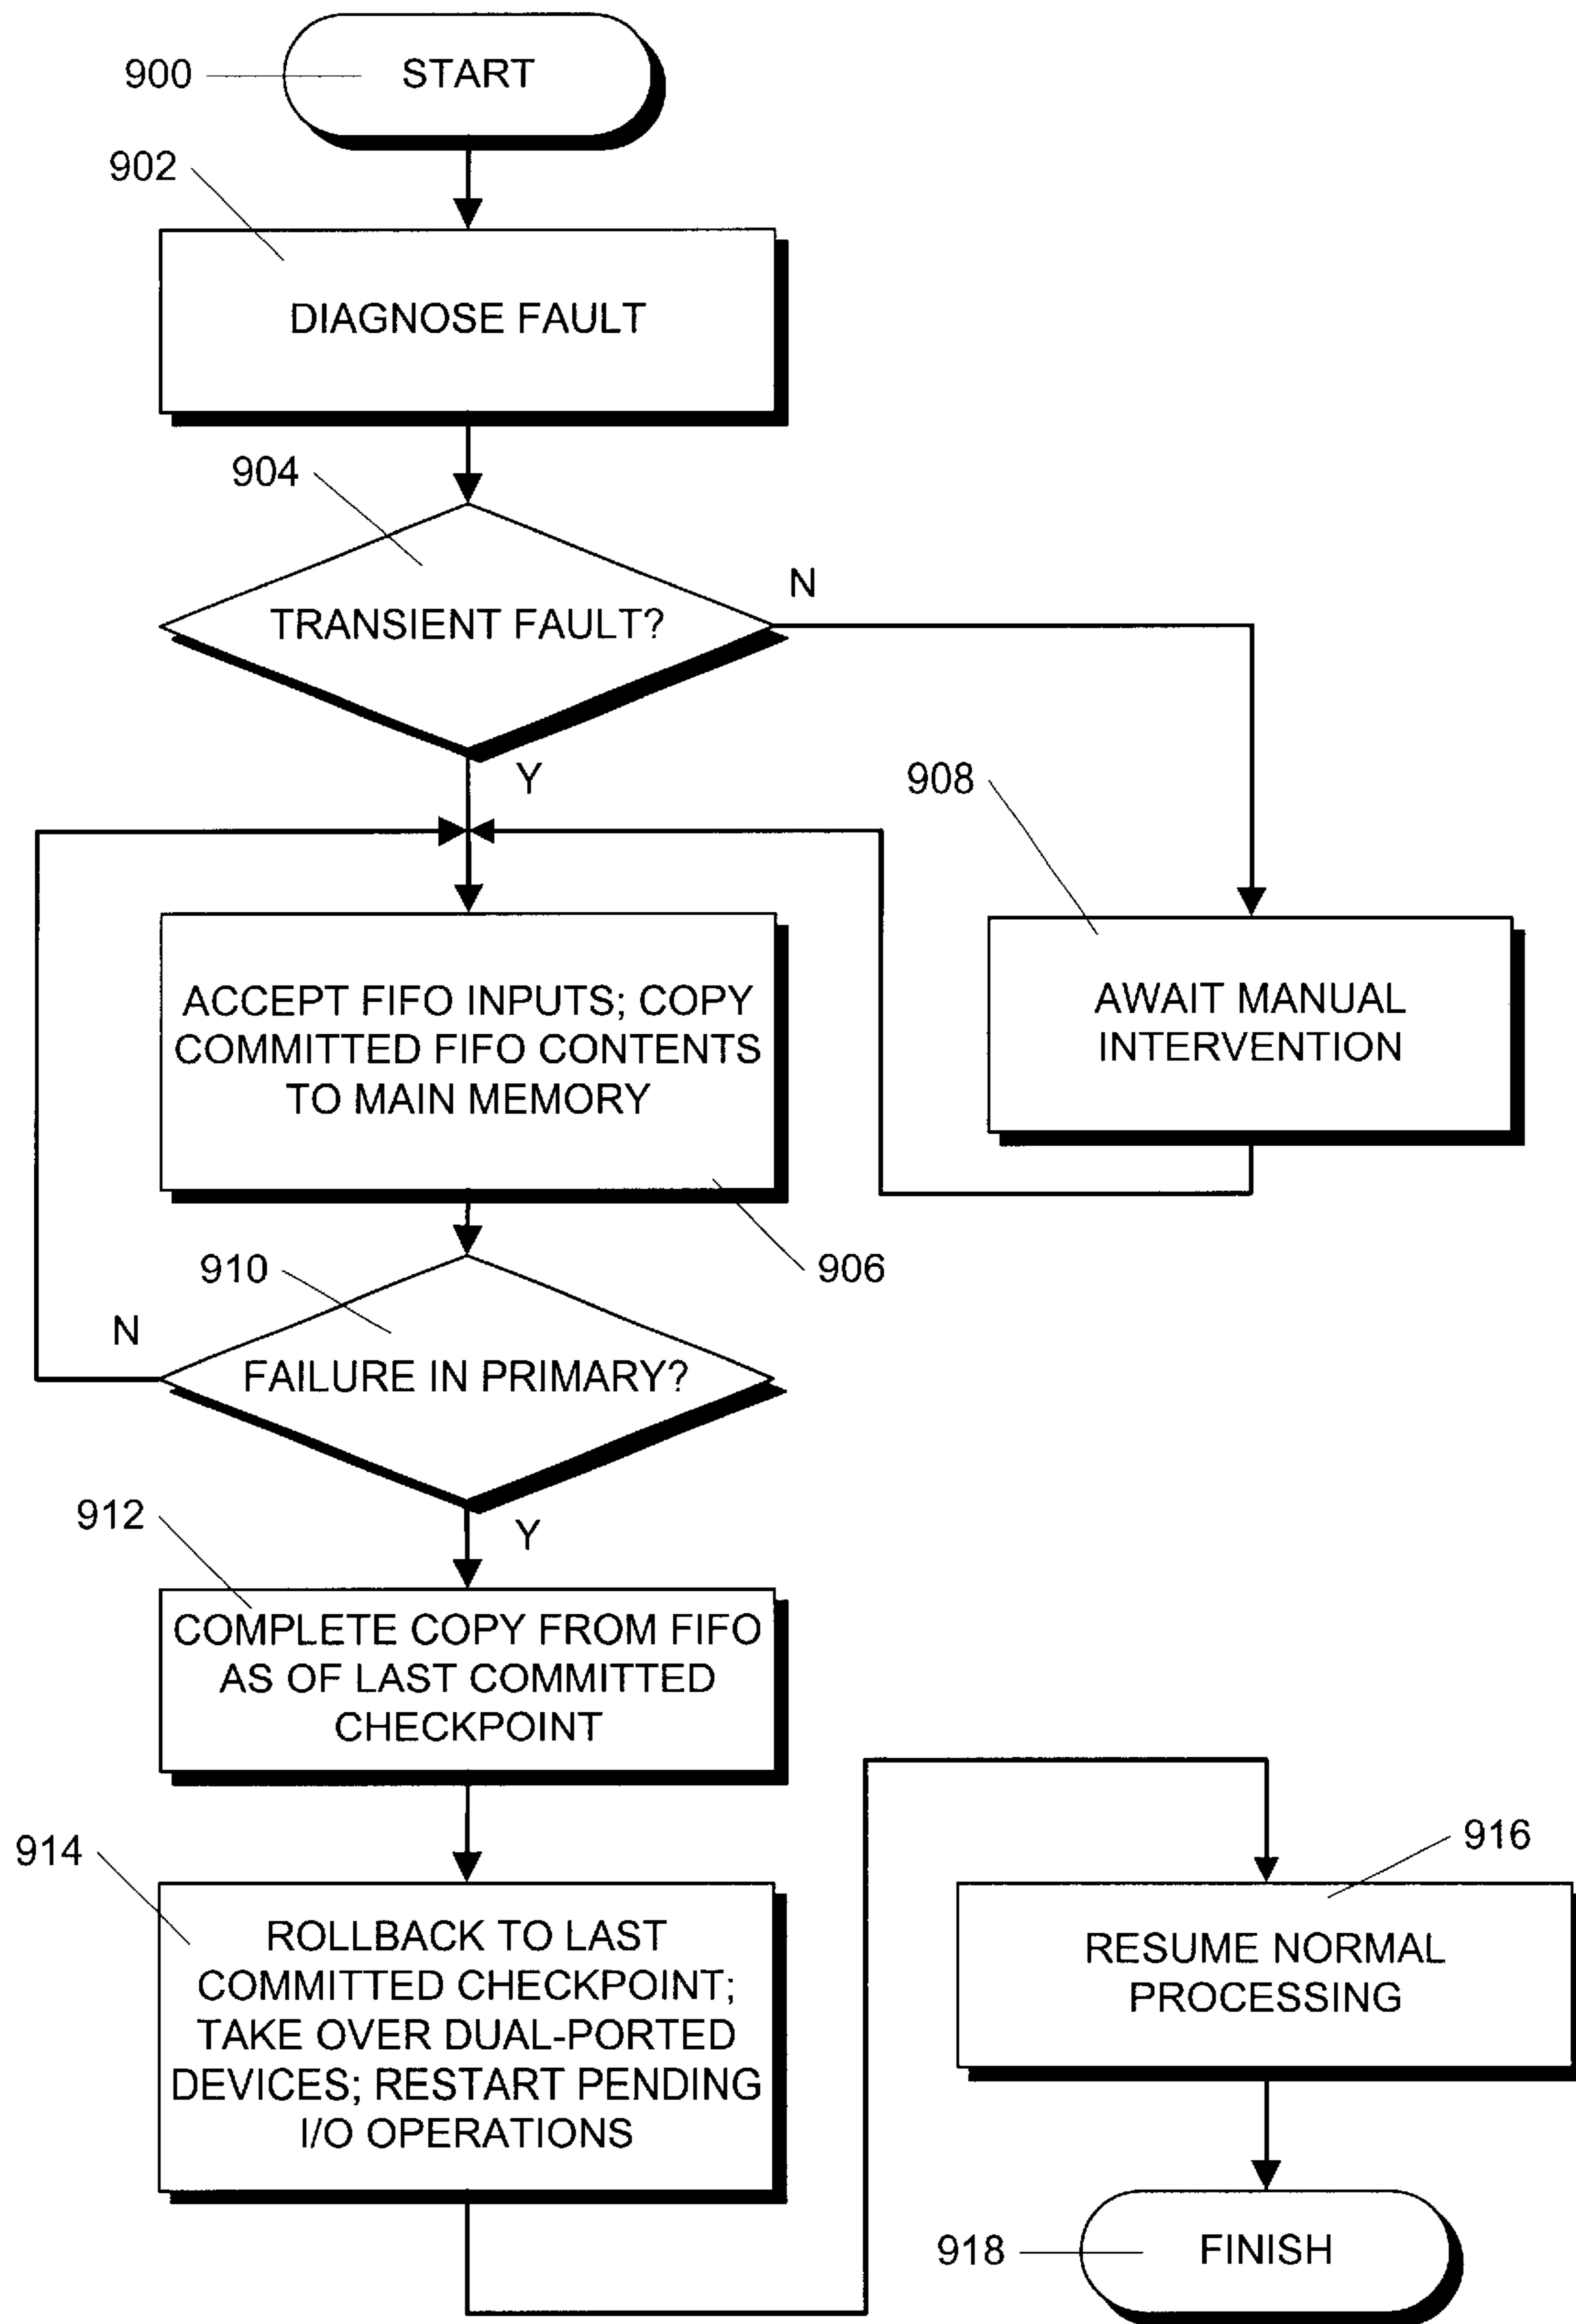 900
START
902
DIAGNOSE FAULT
904
TRANSIENT FAULT?
N
Y
908
ACCEPT FIFO INPUTS; COPY
COMMITTED FIFO CONTENTS
TO MAIN MEMORY
AWAIT MANUAL
INTERVENTION
906
910
N
FAILURE IN PRIMARY?
Y
912
COMPLETE COPY FROM FIFO
AS OF LAST COMMITTED
CHECKPOINT
914
ROLLBACK TO LAST
COMMITTED CHECKPOINT;
TAKE OVER DUAL-PORTED
DEVICES; RESTART PENDING
I/O OPERATIONS
916
RESUME NORMAL
PROCESSING
918
FINISH